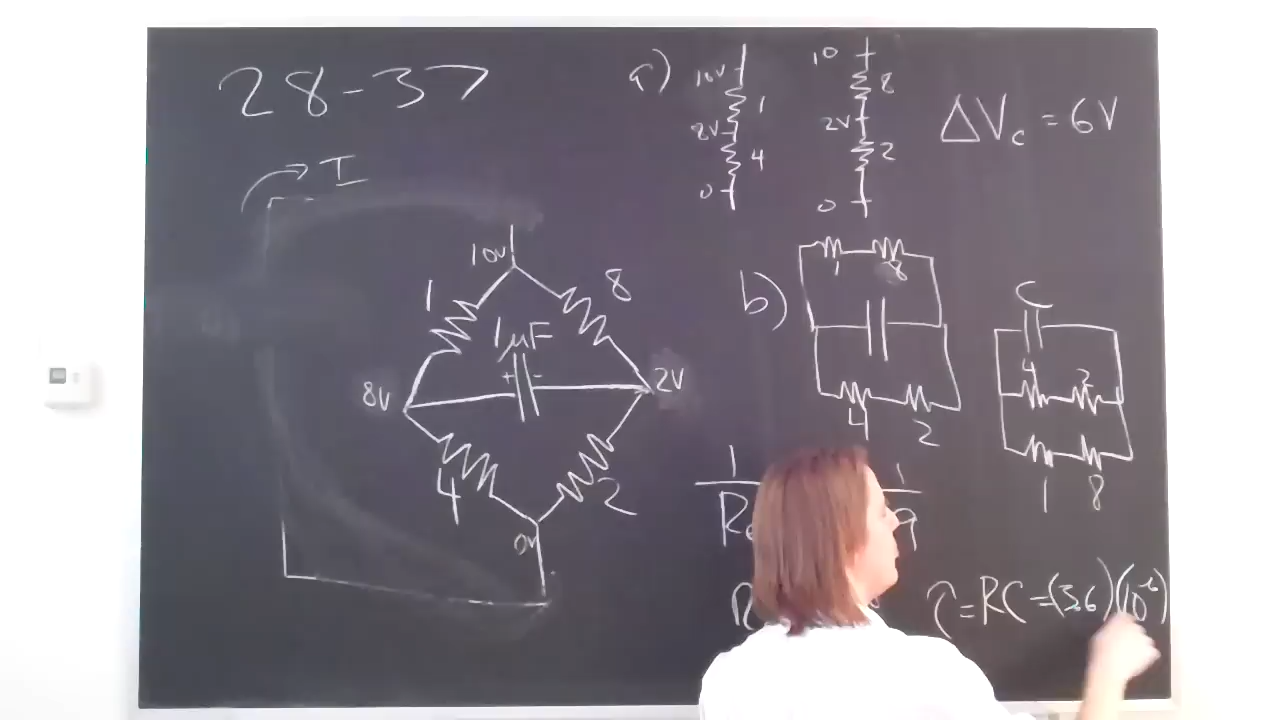 28-37
I
10V
1
8
1μF
+ -
8V
2V
4
2
0V
a)
10V
1
8V
4
0
10
8
2V
2
0
ΔVc = 6V
b)
1
8
4
2
C
4
2
1
8
1
R
1
9
R
τ = RC = (3.6)(10⁻⁶)